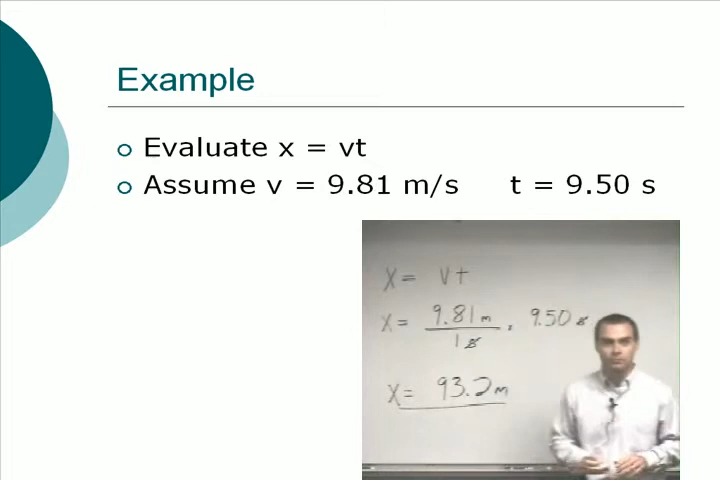 Example
Evaluate x = vt
Assume v = 9.81 m/s t = 9.50 s
X = vt
X = 9.81 m / 1 s . 9.50 s
X = 93.2 m